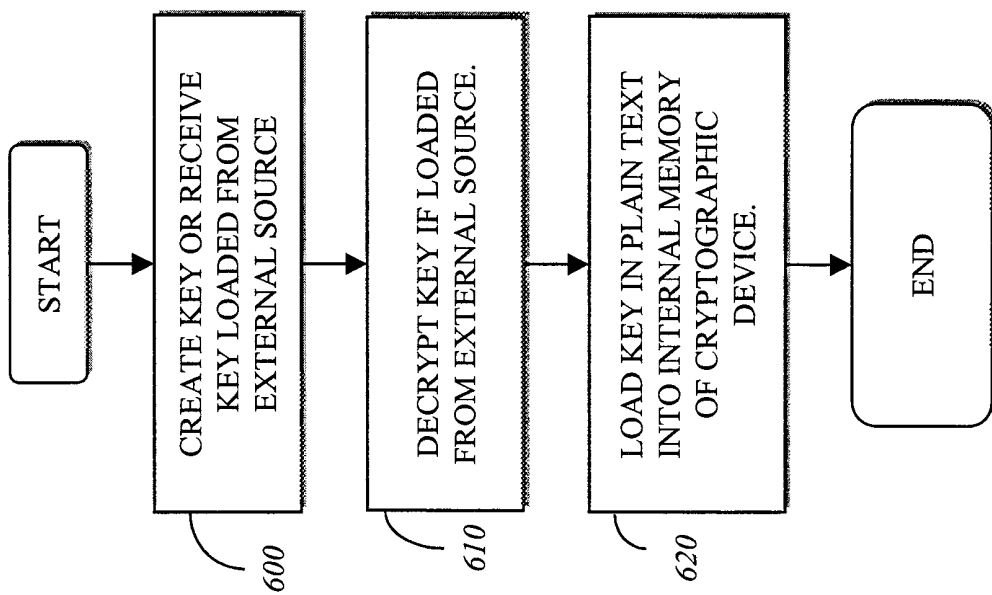 START
CREATE KEY OR RECEIVE
KEY LOADED FROM
EXTERNAL SOURCE
600
DECRYPT KEY IF LOADED
FROM EXTERNAL SOURCE.
610
LOAD KEY IN PLAIN TEXT
INTO INTERNAL MEMORY
OF CRYPTOGRAPHIC
DEVICE.
620
END